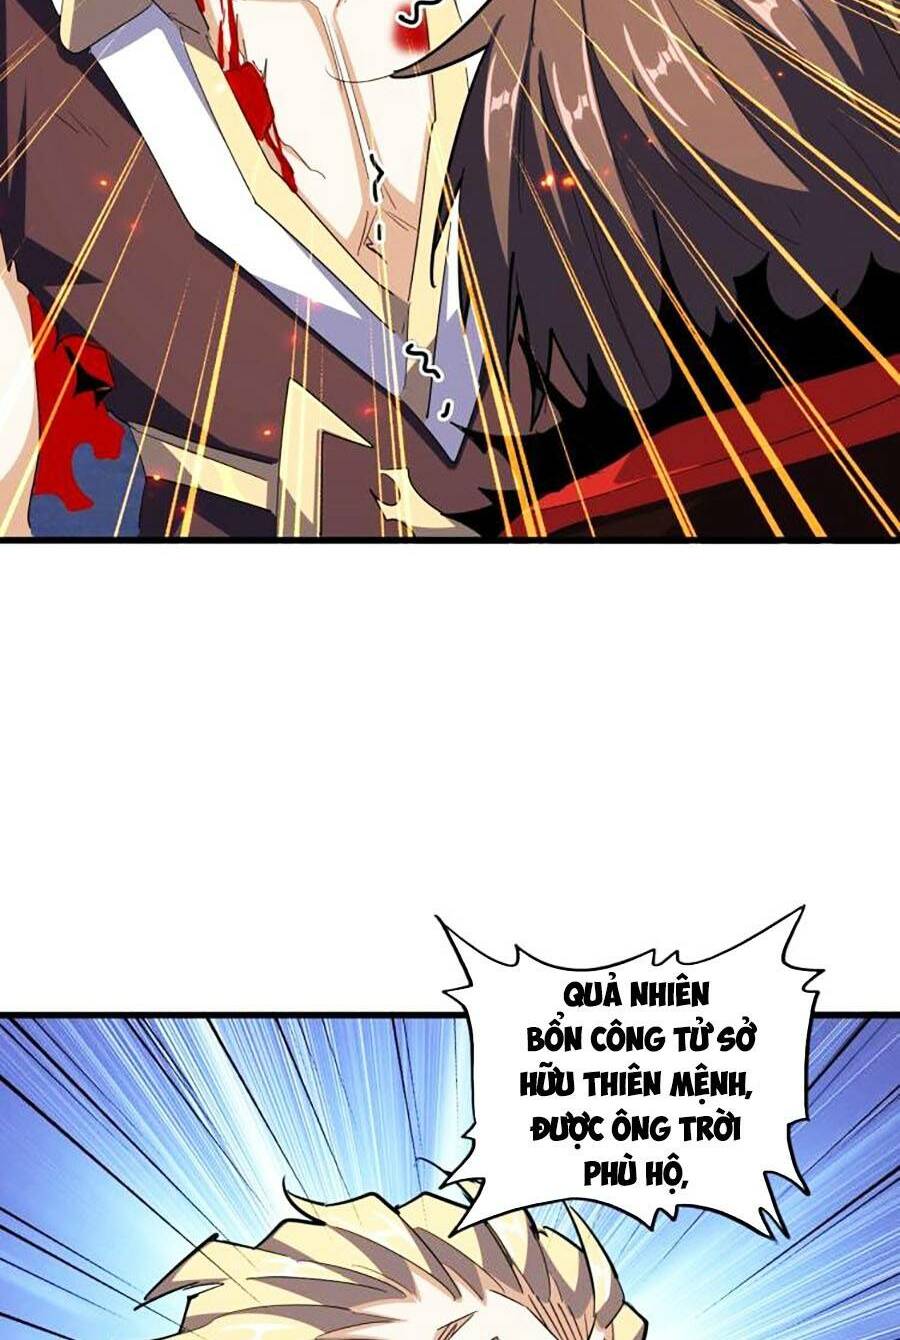 QUẢ NHIÊN
BỔN CÔNG TỬ SỞ
HỮU THIÊN MỆNH,
ĐƯỢC ÔNG TRỜI
PHÙ HỘ,